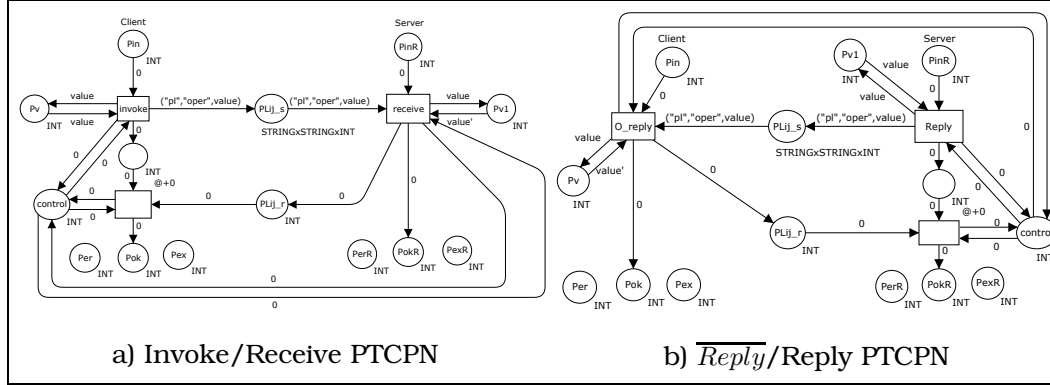 Client
Server
Pin
PinR
INT
INT
0
0
value
("pl","oper",value)
("pl","oper",value)
value
Pv
invoke
PLij_s
receive
Pv1
INT
value
value'
INT
STRINGxSTRINGxINT
0
0
0
INT
@+0
0
0
0
0
control
PLij_r
0
INT
0
INT
0
Per
Pok
Pex
PerR
PokR
PexR
INT
INT
INT
INT
INT
INT
0
0
a) Invoke/Receive PTCPN
Client
Server
Pin
Pv1
value
PinR
INT
INT
INT
0
value
0
("pl","oper",value)
("pl","oper",value)
O_reply
PLij_s
Reply
0
value
STRINGxSTRINGxINT
0
0
0
Pv
value'
INT
INT
0
0
@+0
PLij_r
0
0
control
INT
0
INT
0
Per
Pok
Pex
PerR
PokR
PexR
INT
INT
INT
INT
INT
INT
b) Reply/Reply PTCPN